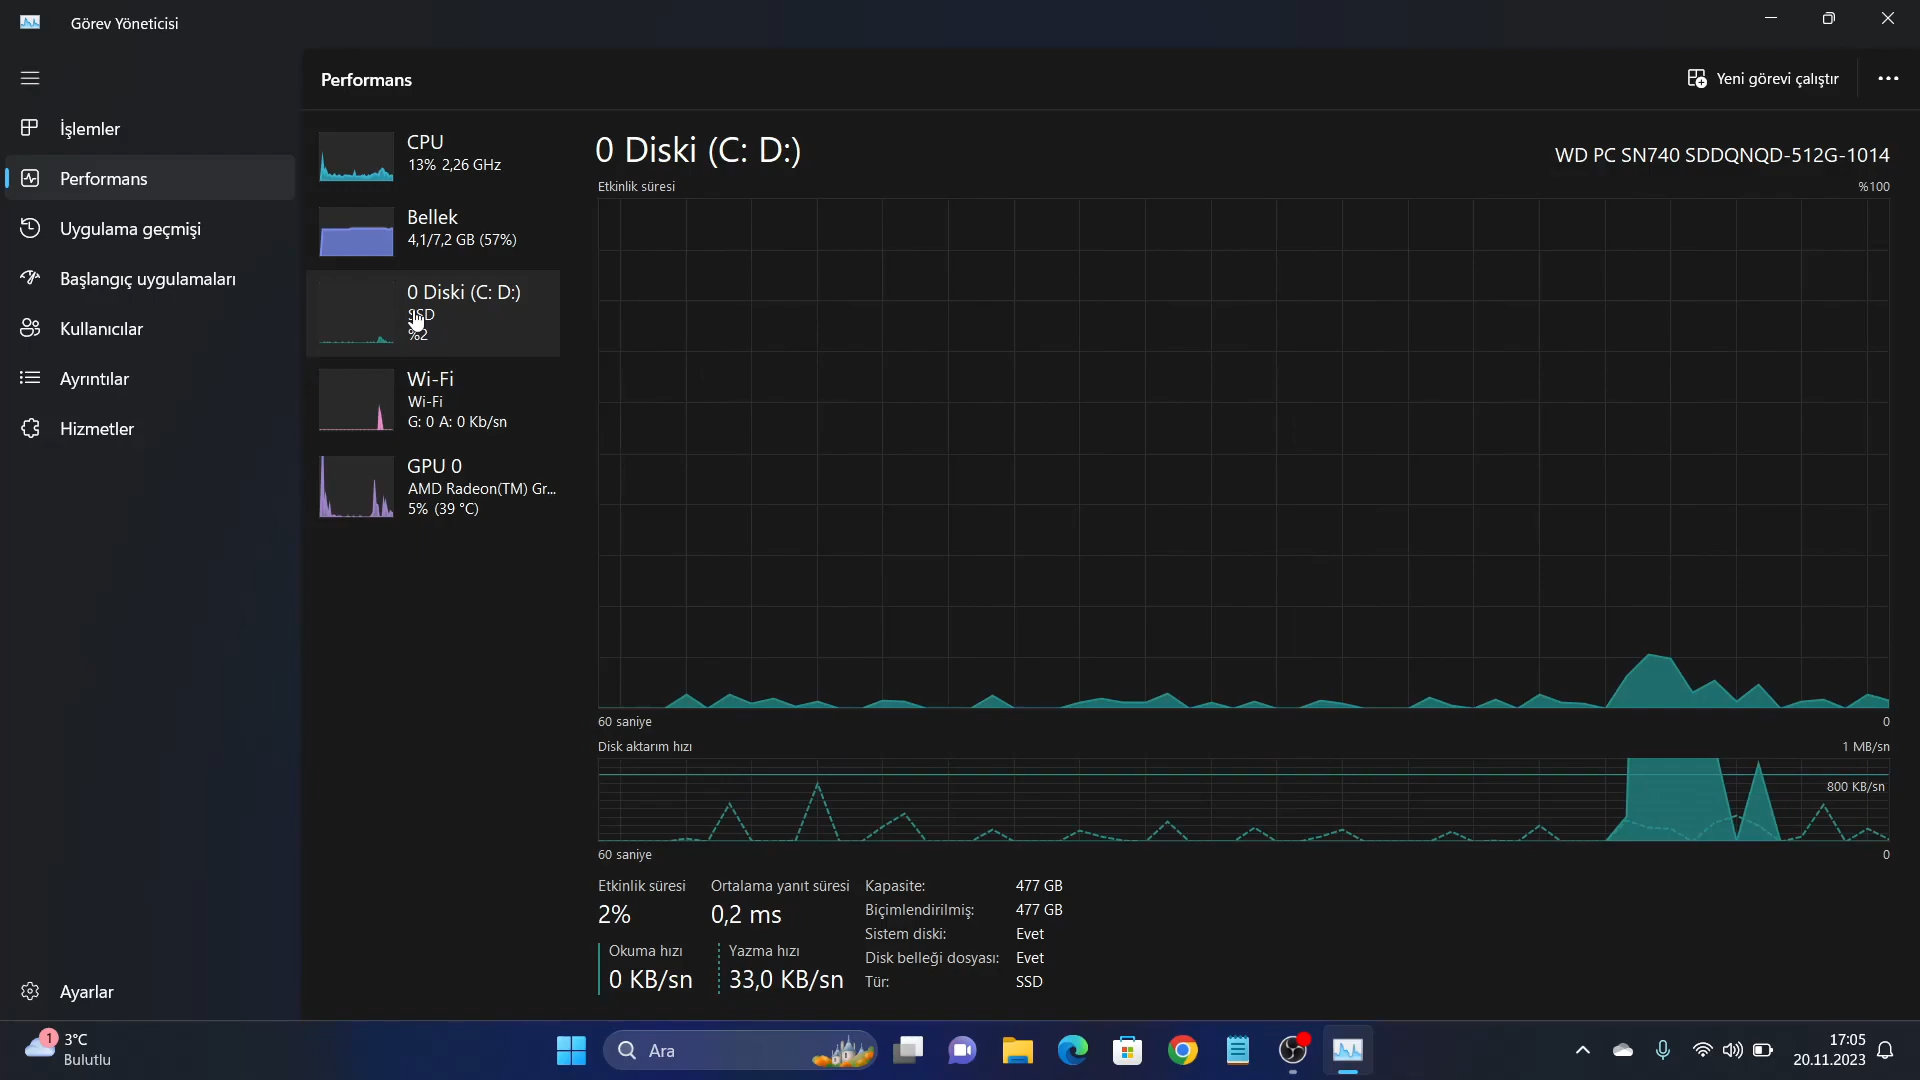 Görev Yöneticisi
Performans
Yeni görevi çalıştır
İşlemler
Performans
Uygulama geçmişi
Başlangıç uygulamaları
Kullanıcılar
Ayrıntılar
Hizmetler
Ayarlar
CPU
13% 2,26 GHz
Bellek
4,1/7,2 GB (57%)
0 Diski (C: D:)
SSD
%2
Wi-Fi
Wi-Fi
G: 0 A: 0 Kb/sn
GPU 0
AMD Radeon(TM) Gr...
5% (39 °C)
0 Diski (C: D:)
WD PC SN740 SDDQNQD-512G-1014
Etkinlik süresi
%100
60 saniye
0
Disk aktarım hızı
1 MB/sn
800 KB/sn
60 saniye
0
Etkinlik süresi
2%
Ortalama yanıt süresi
0,2 ms
Okuma hızı
0 KB/sn
Yazma hızı
33,0 KB/sn
Kapasite: 477 GB
Biçimlendirilmiş: 477 GB
Sistem diski: Evet
Disk belleği dosyası: Evet
Tür: SSD
1
3°C
Bulutlu
Ara
17:05
20.11.2023